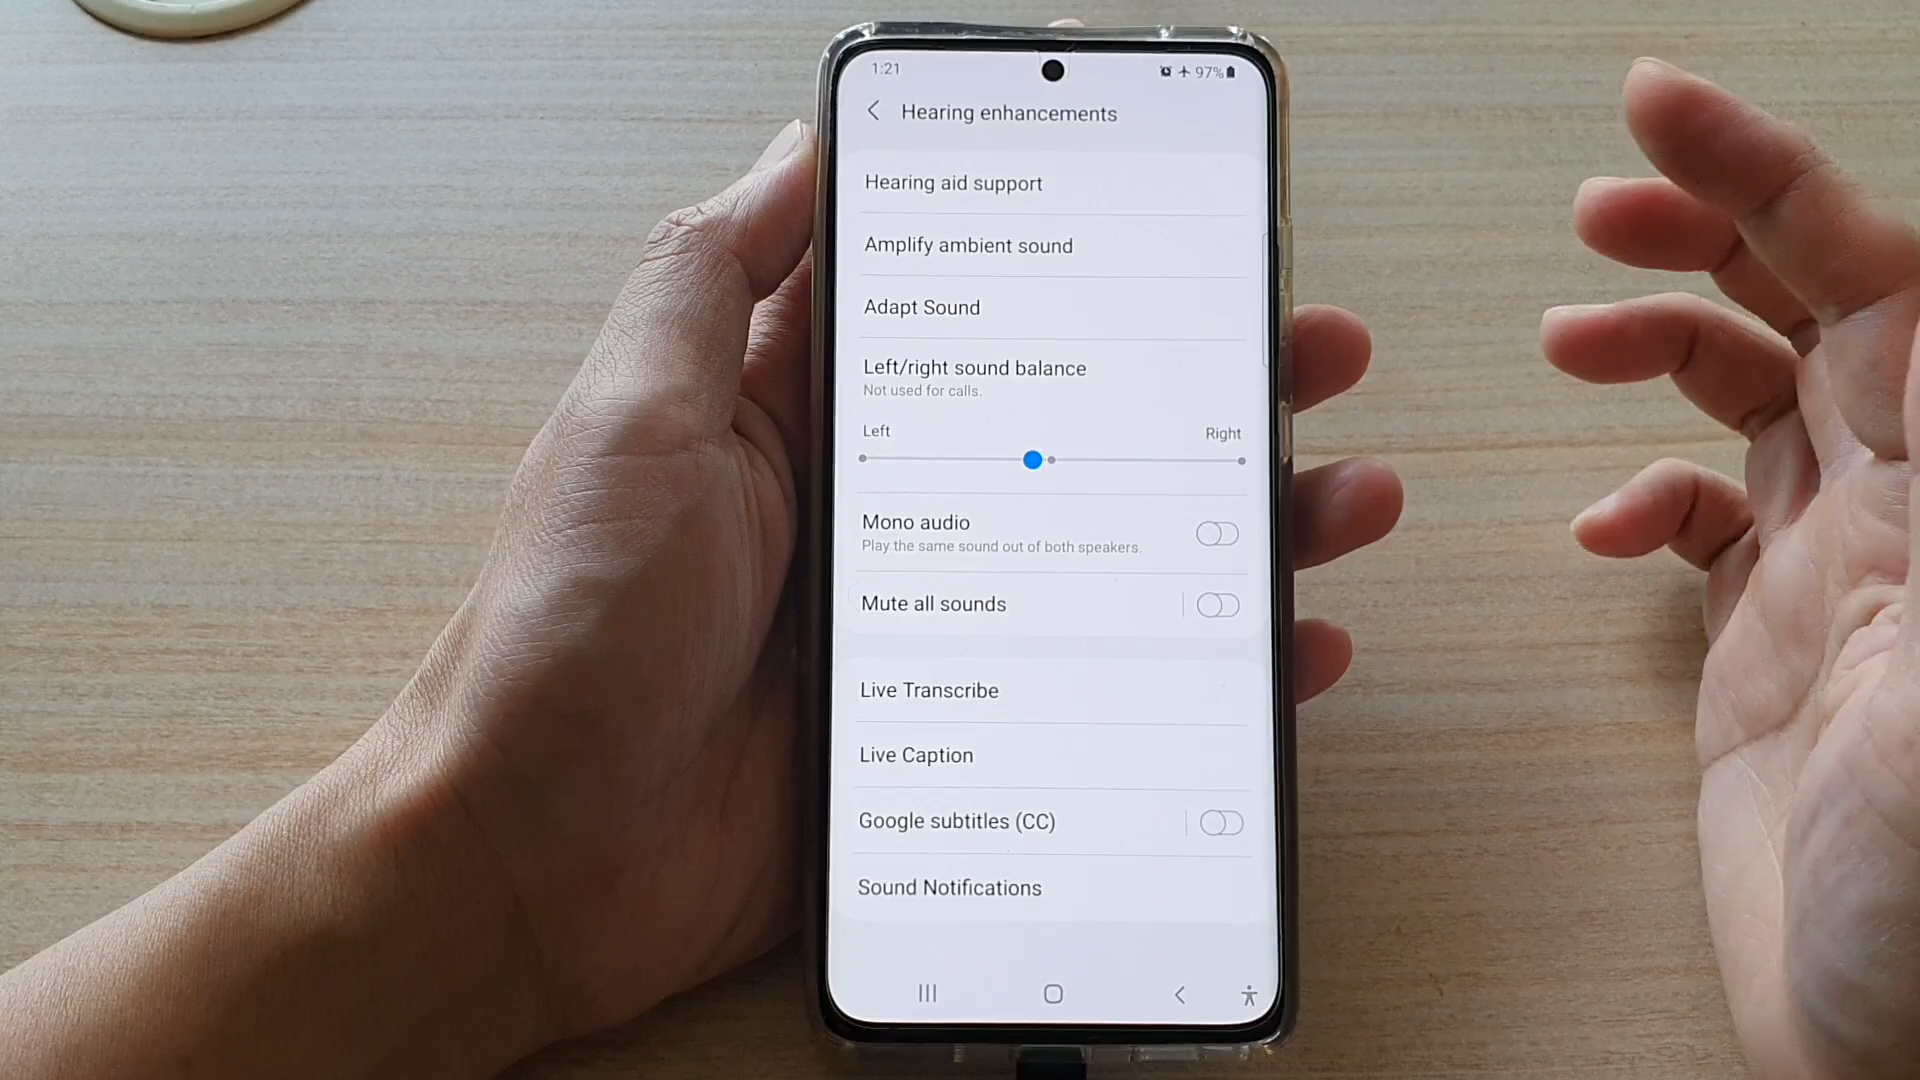 1:21
97%
Hearing enhancements
Hearing aid support
Amplify ambient sound
Adapt Sound
Left/right sound balance
Not used for calls.
Left
Right
Mono audio
Play the same sound out of both speakers.
Mute all sounds
Live Transcribe
Live Caption
Google subtitles (CC)
Sound Notifications